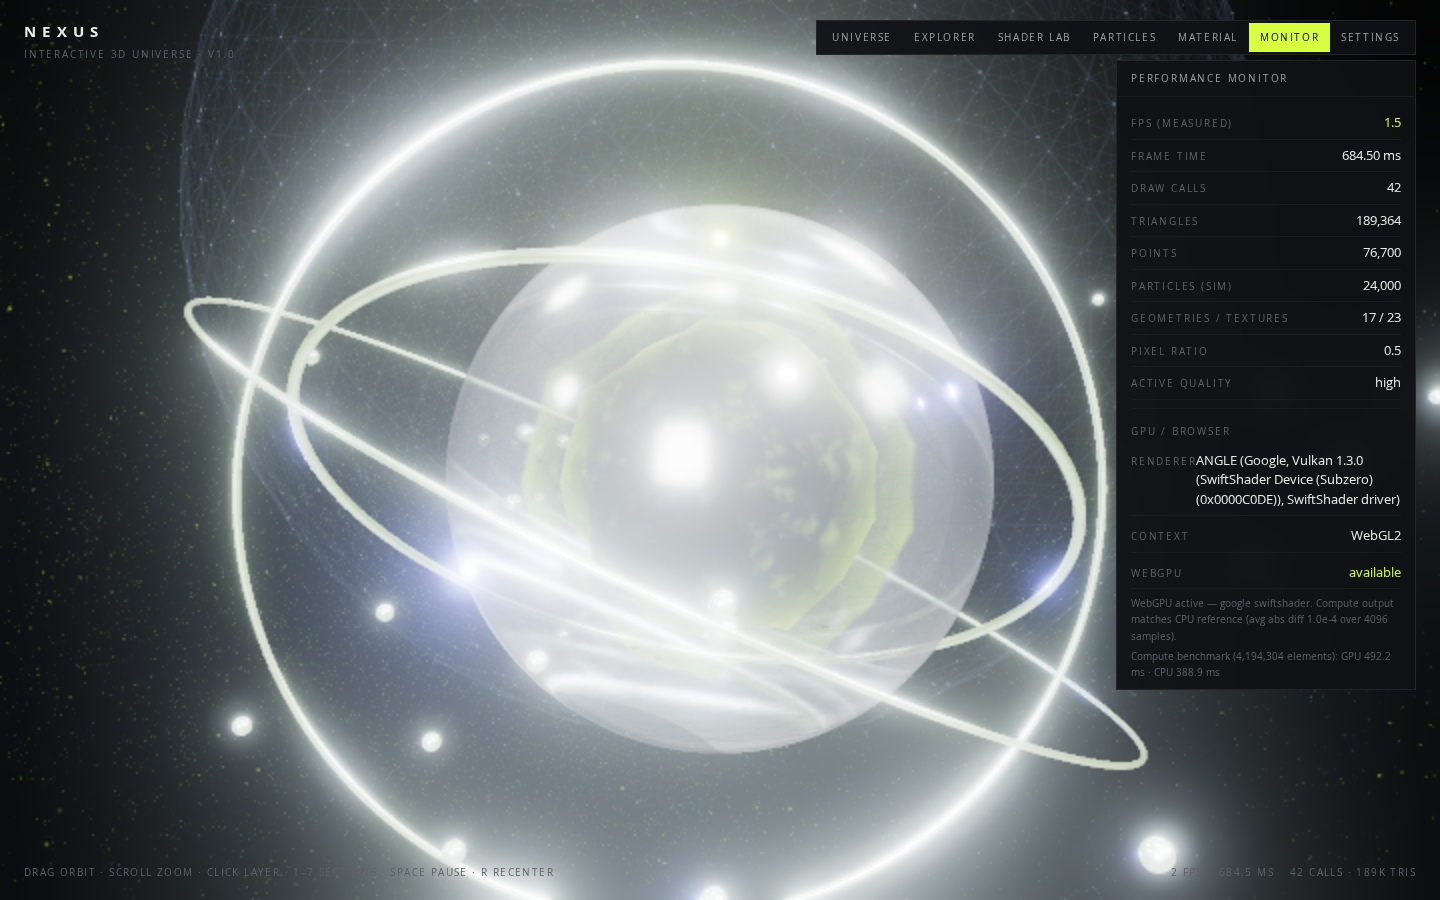 NEXUS
INTERACTIVE 3D UNIVERSE · V1.0
UNIVERSE EXPLORER SHADER LAB PARTICLES MATERIAL MONITOR SETTINGS
PERFORMANCE MONITOR
FPS (MEASURED) 1.5
FRAME TIME 684.50 ms
DRAW CALLS 42
TRIANGLES 189,364
POINTS 76,700
PARTICLES (SIM) 24,000
GEOMETRIES / TEXTURES 17 / 23
PIXEL RATIO 0.5
ACTIVE QUALITY high
GPU / BROWSER
RENDERER ANGLE (Google, Vulkan 1.3.0
(SwiftShader Device (Subzero)
(0x0000C0DE)), SwiftShader driver)
CONTEXT WebGL2
WEBGPU available
WebGPU active — google swiftshader. Compute output
matches CPU reference (avg abs diff 1.0e-4 over 4096
samples).
Compute benchmark (4,194,304 elements): GPU 492.2
ms · CPU 388.9 ms
DRAG ORBIT · SCROLL ZOOM · CLICK LAYER · 1–7 SPACE PAUSE · R RECENTER
2 684.5 MS 42 CALLS · 189K TRIS